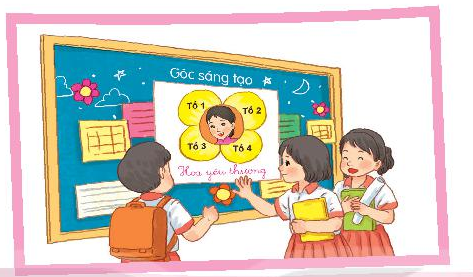 Góc sáng tạo
Tổ 1
Tổ 2
Tổ 3
Tổ 4
Hoa yêu thương